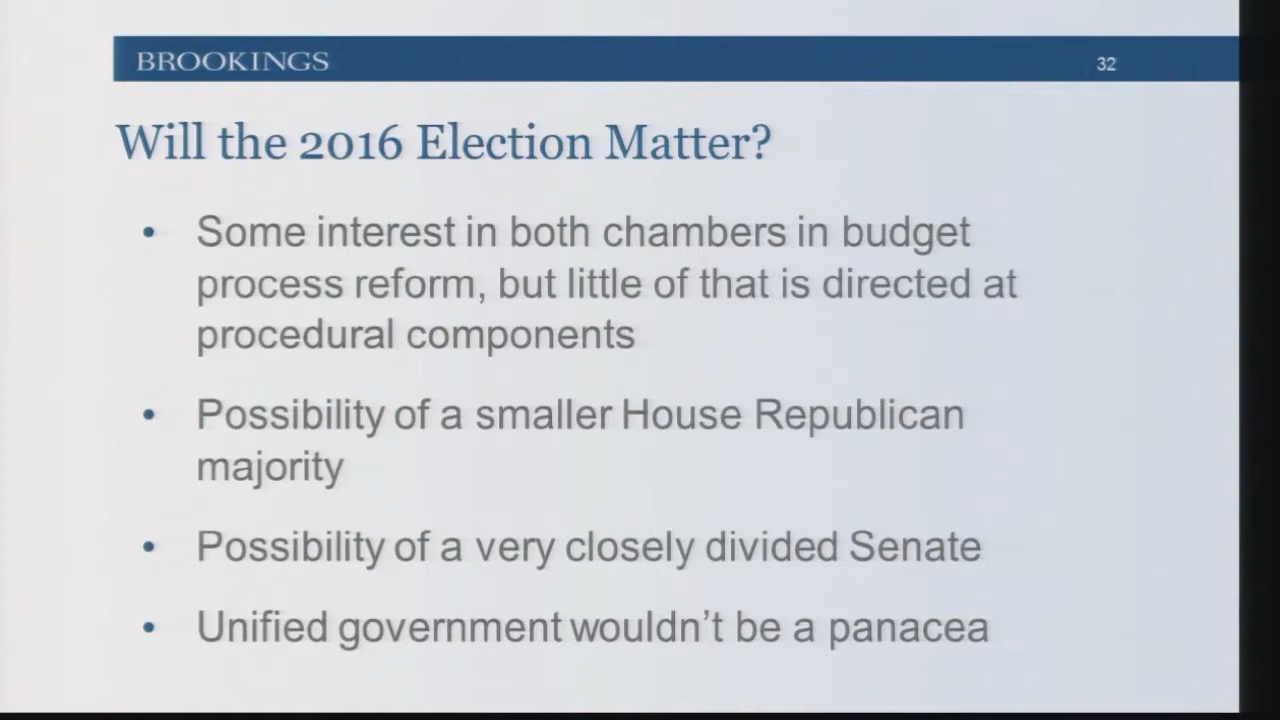 BROOKINGS 32
Will the 2016 Election Matter?
• Some interest in both chambers in budget
process reform, but little of that is directed at
procedural components
• Possibility of a smaller House Republican
majority
• Possibility of a very closely divided Senate
• Unified government wouldn’t be a panacea